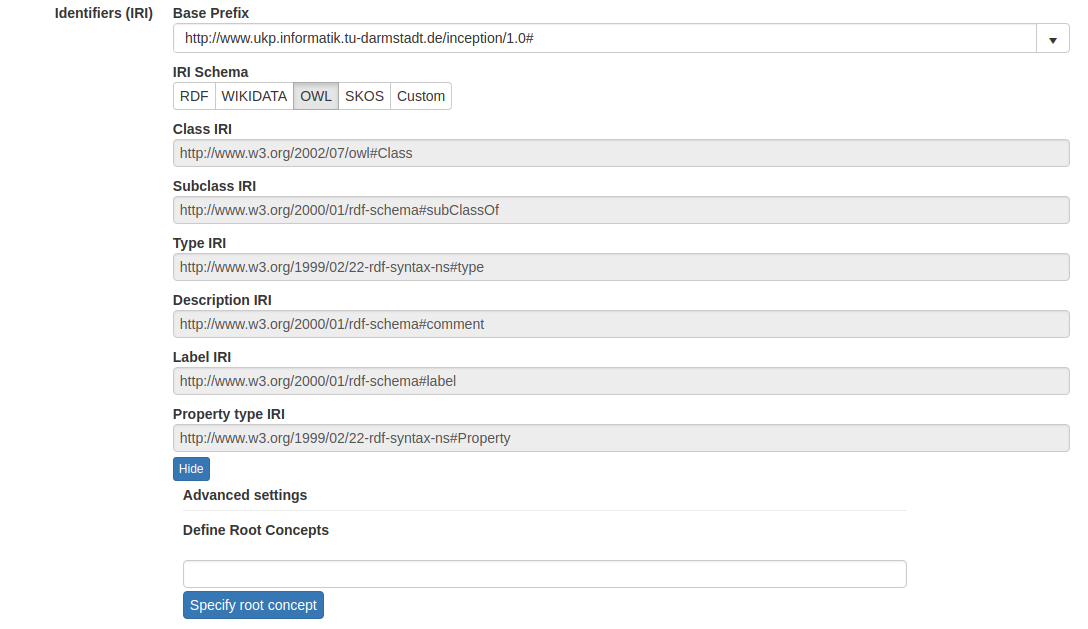 Identifiers (IRI)
Base Prefix
http://www.ukp.informatik.tu-darmstadt.de/inception/1.0#
IRI Schema
RDF WIKIDATA OWL SKOS Custom
Class IRI
http://www.w3.org/2002/07/owl#Class
Subclass IRI
http://www.w3.org/2000/01/rdf-schema#subClassOf
Type IRI
http://www.w3.org/1999/02/22-rdf-syntax-ns#type
Description IRI
http://www.w3.org/2000/01/rdf-schema#comment
Label IRI
http://www.w3.org/2000/01/rdf-schema#label
Property type IRI
http://www.w3.org/1999/02/22-rdf-syntax-ns#Property
Hide
Advanced settings
Define Root Concepts
Specify root concept